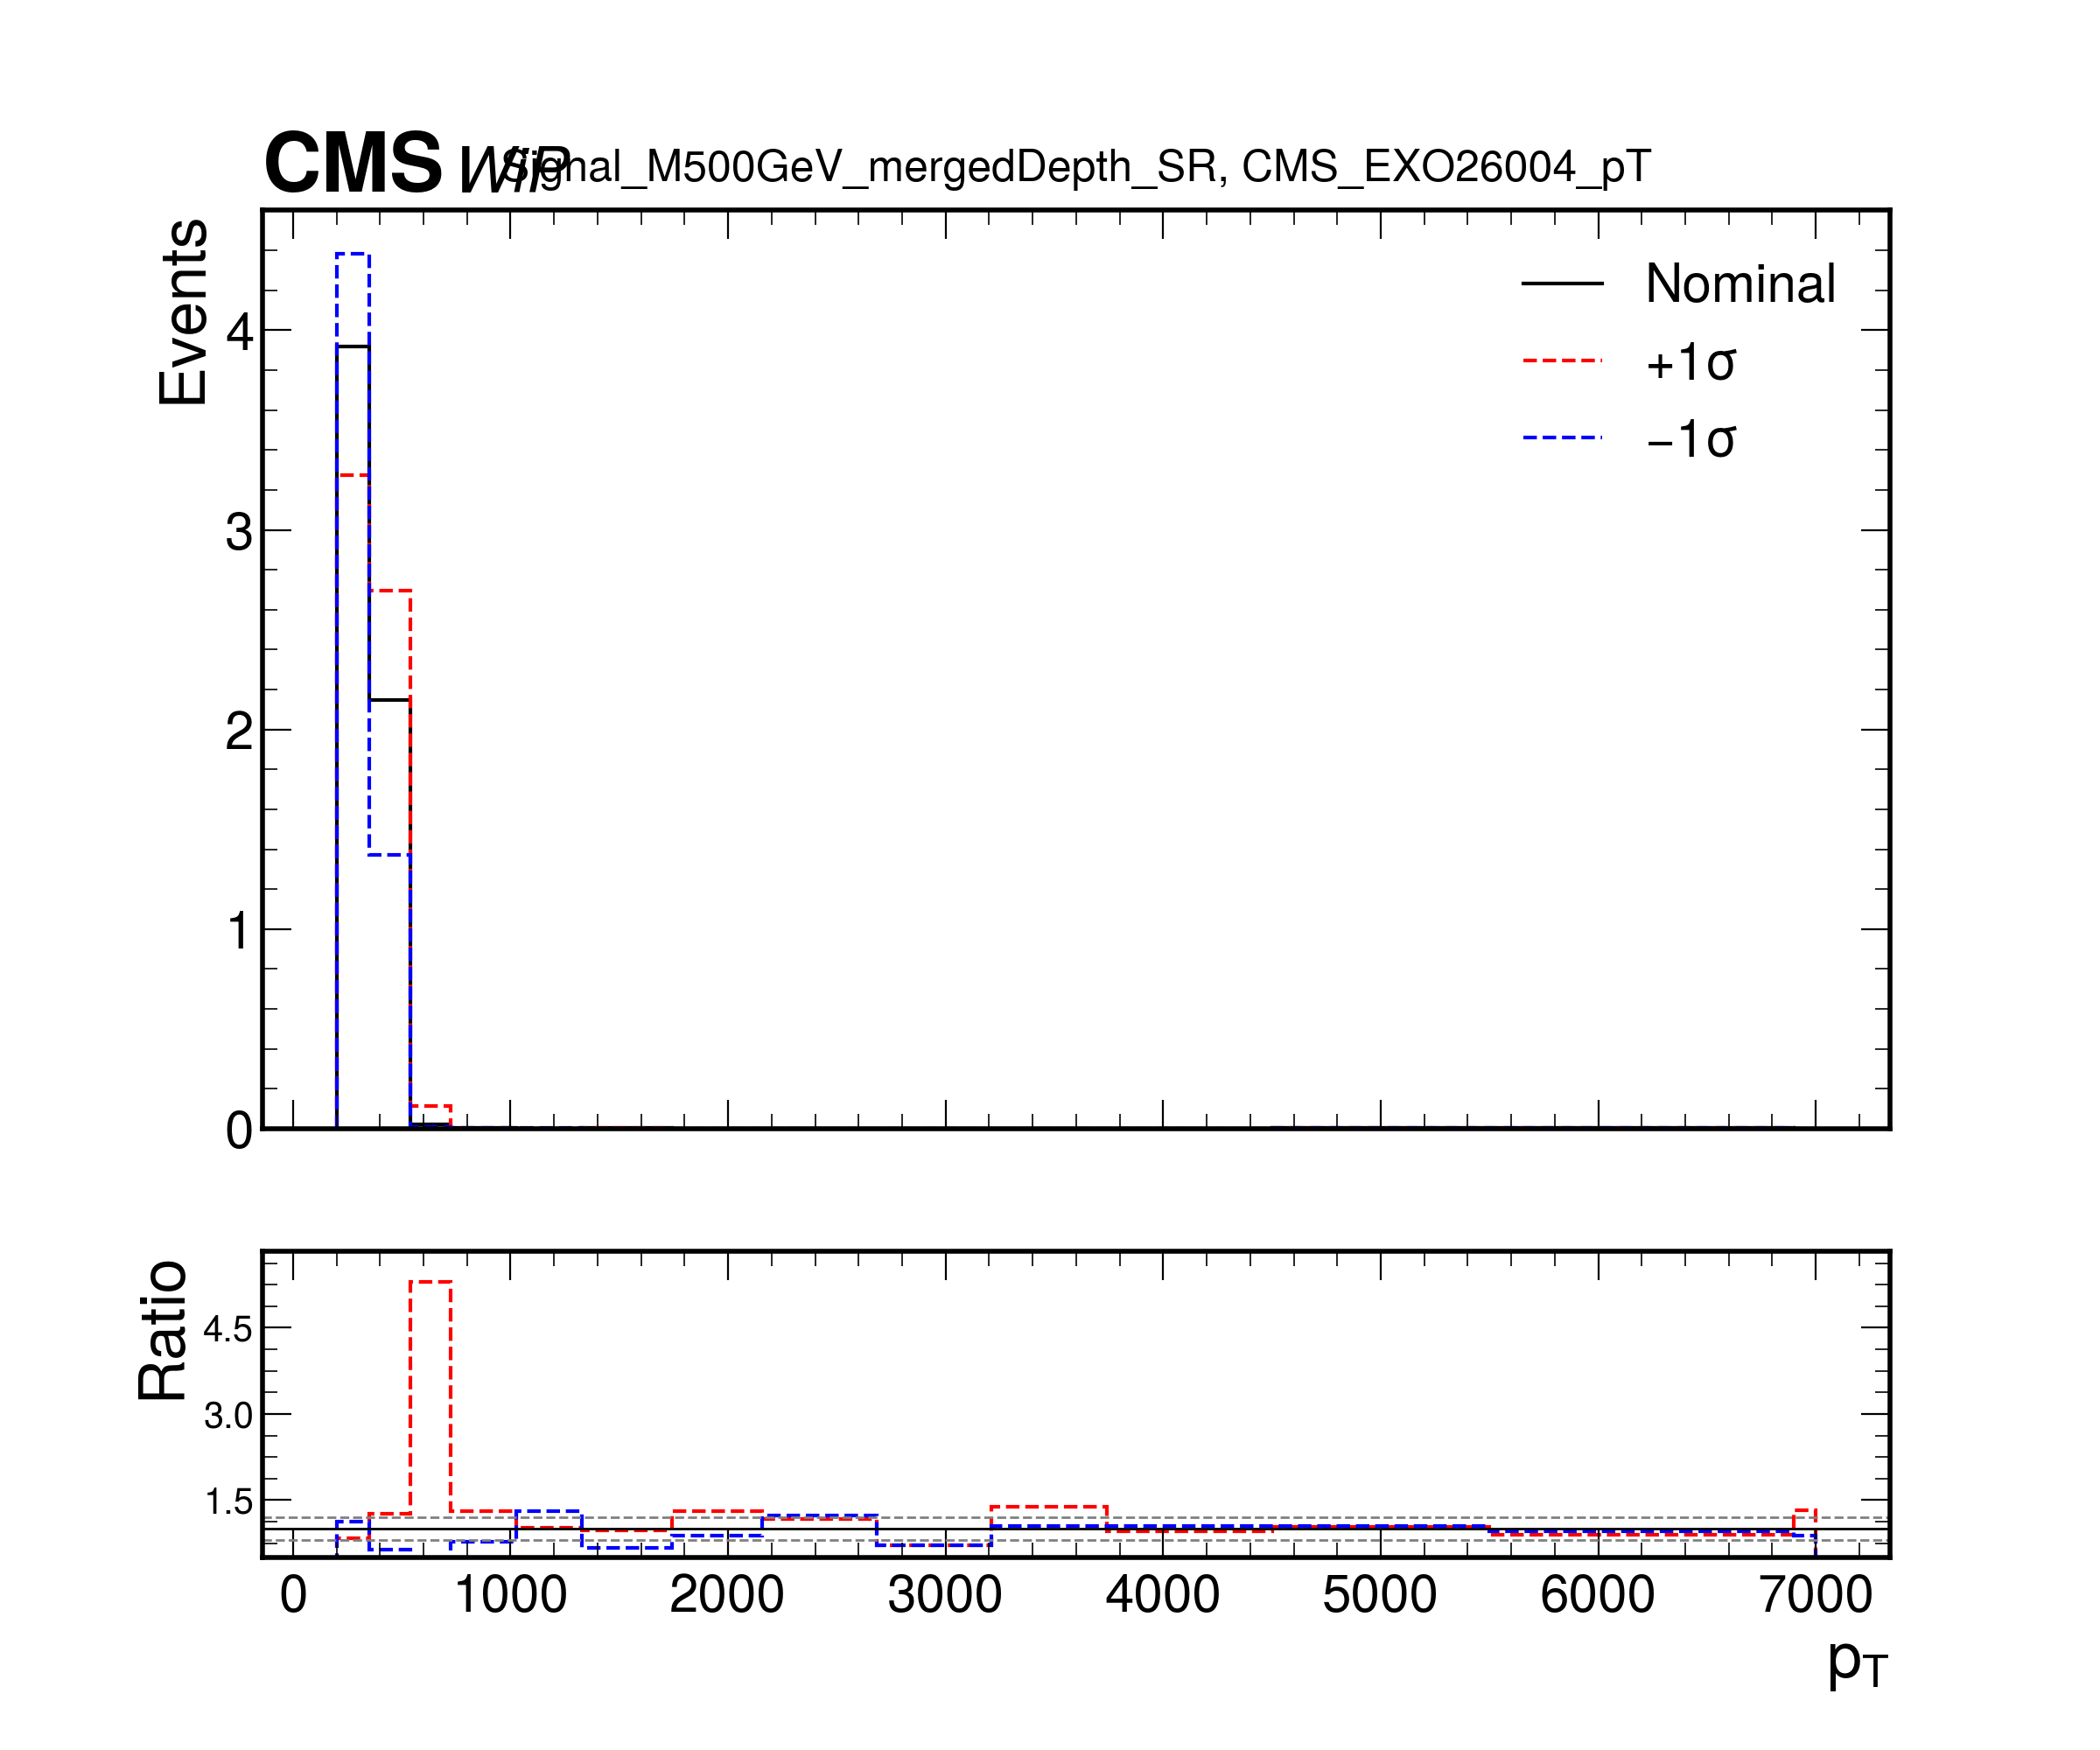 CMS WiP Signal_M500GeV_mergedDepth_SR, CMS_EXO26004_pT
Events
4
3
2
1
0
Nominal
+1σ
−1σ
Ratio
4.5
3.0
1.5
0 1000 2000 3000 4000 5000 6000 7000
pT